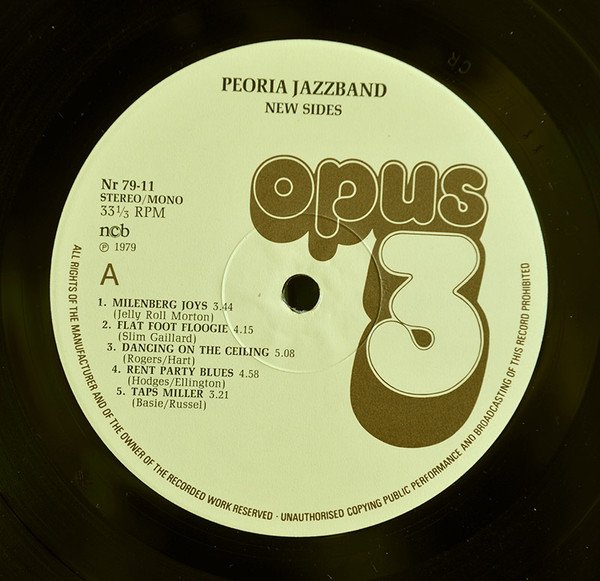 PEORIA JAZZBAND
NEW SIDES
opus
3
Nr 79-11
STEREO/MONO
33⅓ RPM
ncb
℗ 1979
A
1. MILENBERG JOYS 3.44
(Jelly Roll Morton)
2. FLAT FOOT FLOOGIE 4.15
(Slim Gaillard)
3. DANCING ON THE CEILING 5.08
(Rogers/Hart)
4. RENT PARTY BLUES 4.58
(Hodges/Ellington)
5. TAPS MILLER 3.21
(Basie/Russel)
ALL RIGHTS OF THE MANUFACTURER AND OF THE OWNER OF THE RECORDED WORK RESERVED · UNAUTHORISED COPYING PUBLIC PERFORMANCE AND BROADCASTING OF THIS RECORD PROHIBITED